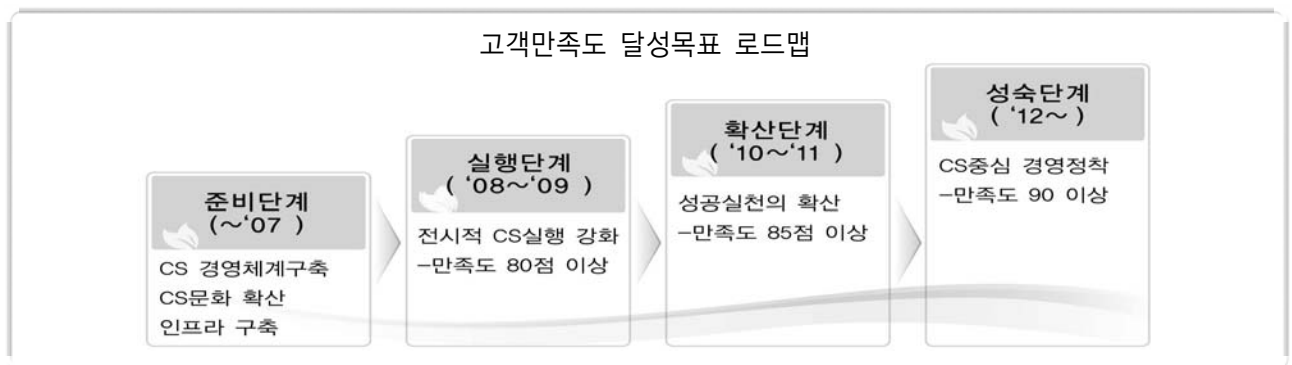 고객만족도 달성목표 로드맵
준비단계
(～‘07 )
CS 경영체계구축
CS문화 확산
인프라 구축
실행단계
( ‘08～‘09 )
전시적 CS실행 강화
-만족도 80점 이상
확산단계
( ‘10～‘11 )
성공실천의 확산
-만족도 85점 이상
성숙단계
( ‘12～ )
CS중심 경영정착
-만족도 90 이상